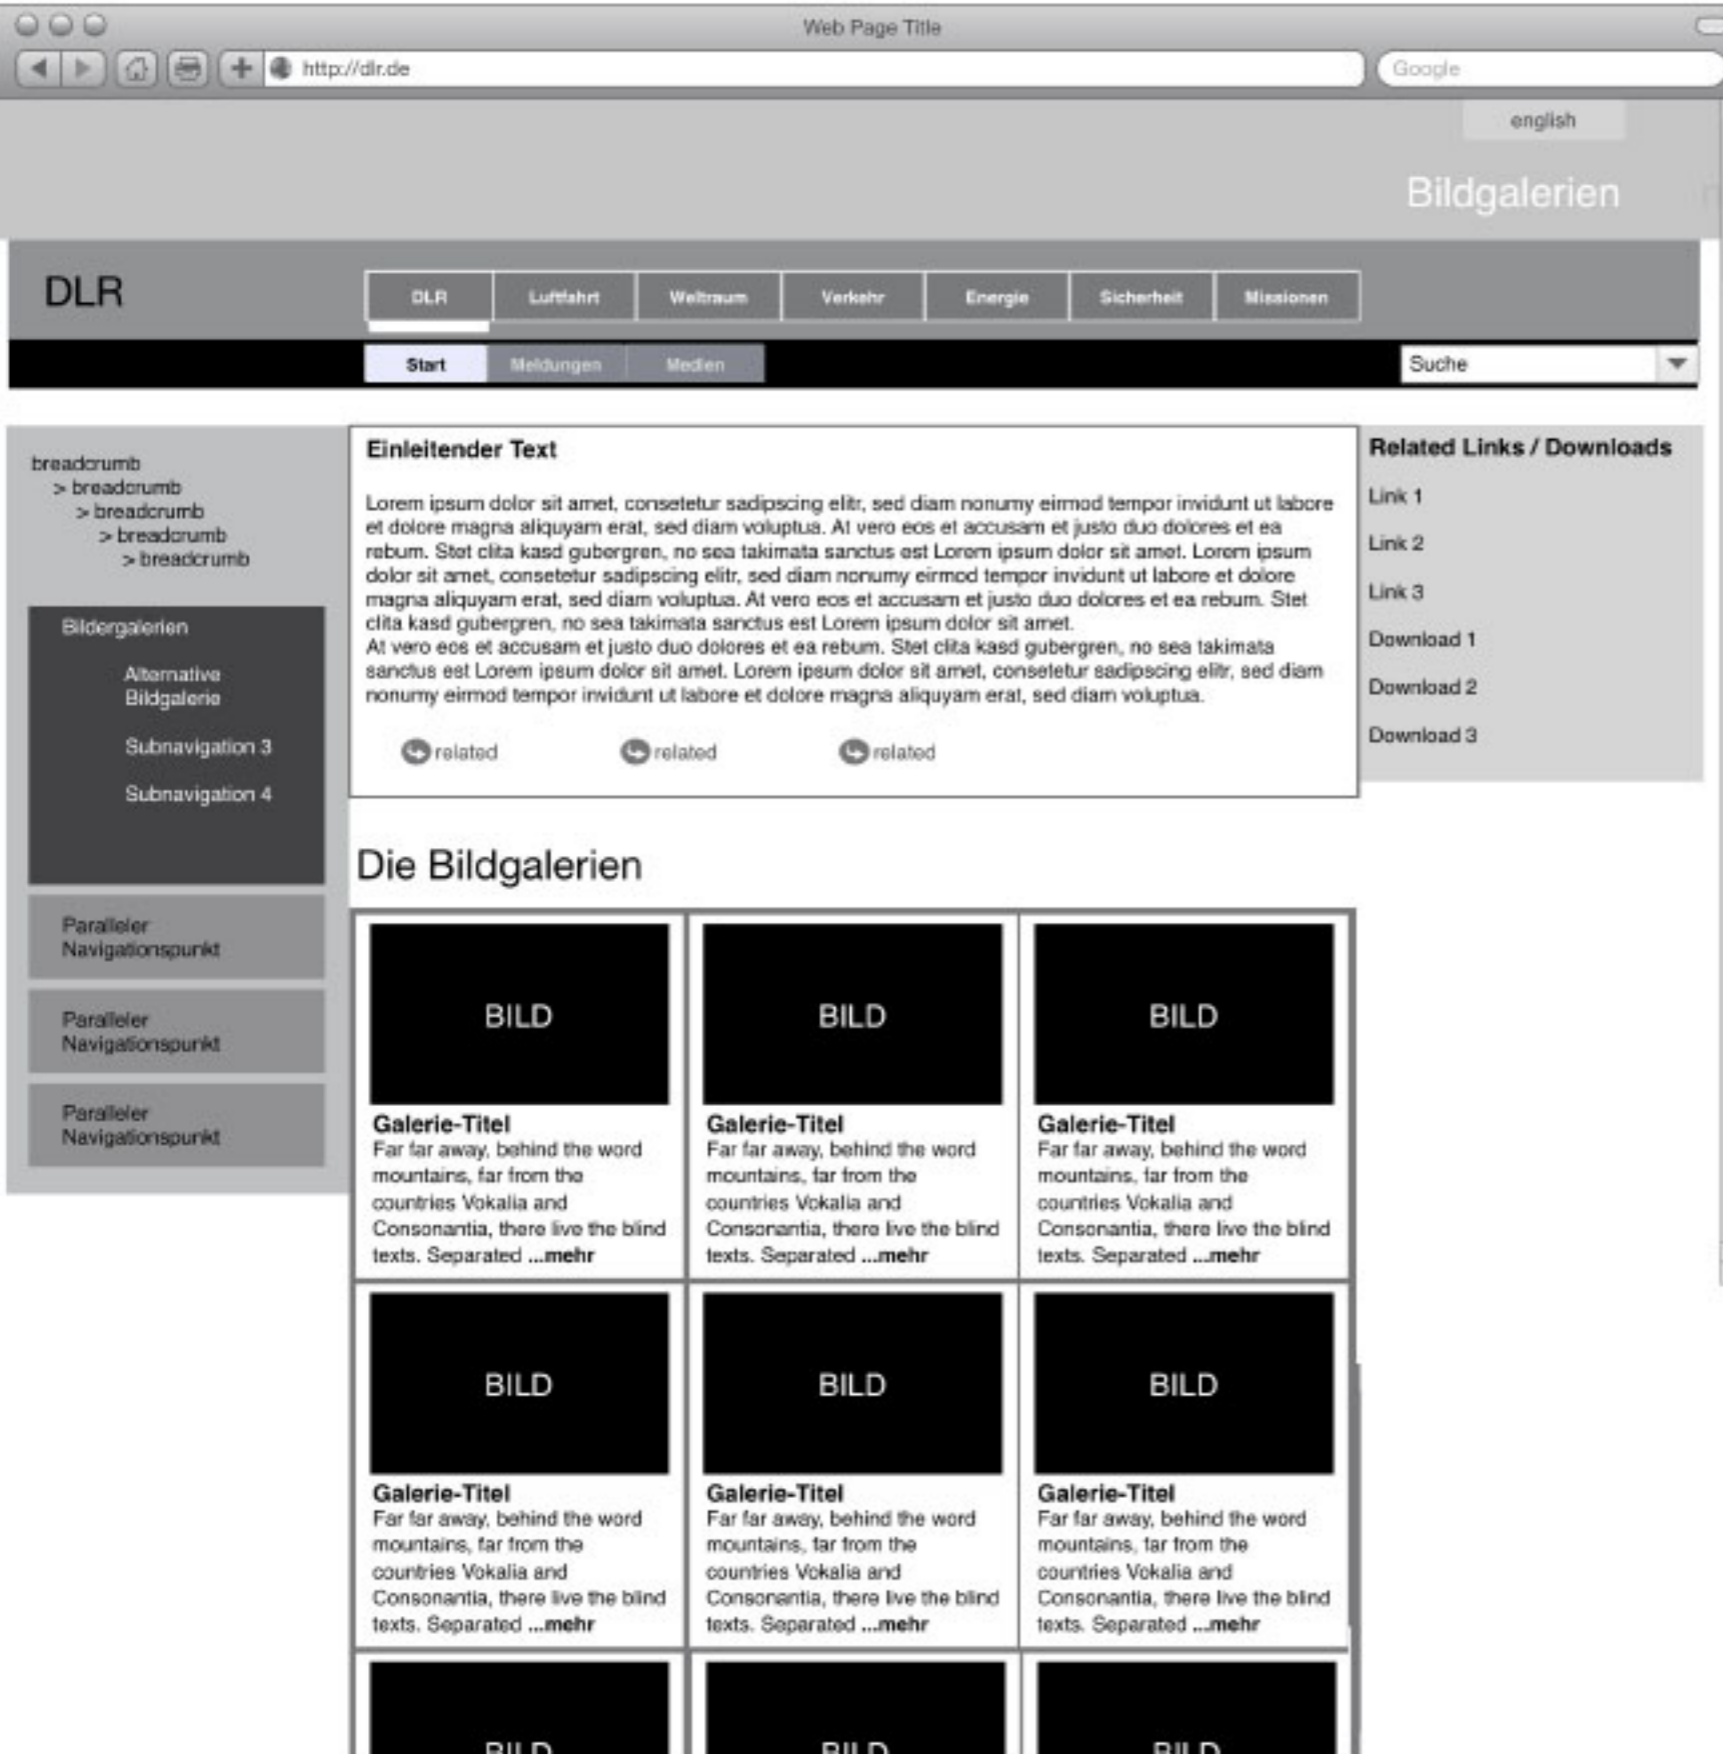 Web Page Title
http://dlr.de
Google
english
Bildgalerien
DLR
DLR Luftfahrt Weltraum Verkehr Energie Sicherheit Missionen
Start Meldungen Medien
Suche
breadcrumb
> breadcrumb
> breadcrumb
> breadcrumb
> breadcrumb
Bildergalerien
Alternative
Bildgalerie
Subnavigation 3
Subnavigation 4
Paralleler
Navigationspunkt
Paralleler
Navigationspunkt
Paralleler
Navigationspunkt
Einleitender Text
Lorem ipsum dolor sit amet, consetetur sadipscing elitr, sed diam nonumy eirmod tempor invidunt ut labore
et dolore magna aliquyam erat, sed diam voluptua. At vero eos et accusam et justo duo dolores et ea
rebum. Stet clita kasd gubergren, no sea takimata sanctus est Lorem ipsum dolor sit amet. Lorem ipsum
dolor sit amet, consetetur sadipscing elitr, sed diam nonumy eirmod tempor invidunt ut labore et dolore
magna aliquyam erat, sed diam voluptua. At vero eos et accusam et justo duo dolores et ea rebum. Stet
clita kasd gubergren, no sea takimata sanctus est Lorem ipsum dolor sit amet.
At vero eos et accusam et justo duo dolores et ea rebum. Stet clita kasd gubergren, no sea takimata
sanctus est Lorem ipsum dolor sit amet. Lorem ipsum dolor sit amet, consetetur sadipscing elitr, sed diam
nonumy eirmod tempor invidunt ut labore et dolore magna aliquyam erat, sed diam voluptua.
related related related
Related Links / Downloads
Link 1
Link 2
Link 3
Download 1
Download 2
Download 3
Die Bildgalerien
BILD
Galerie-Titel
Far far away, behind the word
mountains, far from the
countries Vokalia and
Consonantia, there live the blind
texts. Separated ...mehr
BILD
Galerie-Titel
Far far away, behind the word
mountains, far from the
countries Vokalia and
Consonantia, there live the blind
texts. Separated ...mehr
BILD
Galerie-Titel
Far far away, behind the word
mountains, far from the
countries Vokalia and
Consonantia, there live the blind
texts. Separated ...mehr
BILD
Galerie-Titel
Far far away, behind the word
mountains, far from the
countries Vokalia and
Consonantia, there live the blind
texts. Separated ...mehr
BILD
Galerie-Titel
Far far away, behind the word
mountains, far from the
countries Vokalia and
Consonantia, there live the blind
texts. Separated ...mehr
BILD
Galerie-Titel
Far far away, behind the word
mountains, far from the
countries Vokalia and
Consonantia, there live the blind
texts. Separated ...mehr
BILD
BILD
BILD